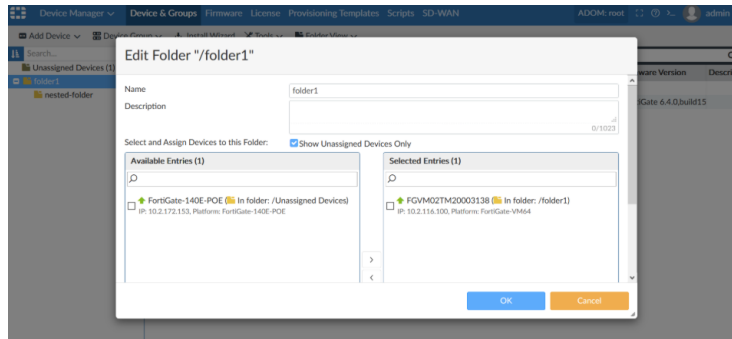 Device Manager Device & Groups Firmware License Provisioning Templates Scripts SD-WAN ADOM: root admin
Add Device Device Group Install Wizard Tools Folder View
Search...
Edit Folder "/folder1"
Unassigned Devices (1)
folder1
nested-folder
ware Version Descri
tiGate 6.4.0,build15
Name folder1
Description
0/1023
Select and Assign Devices to this Folder: Show Unassigned Devices Only
Available Entries (1) Selected Entries (1)
FortiGate-140E-POE ( In folder: /Unassigned Devices)
IP: 10.2.172.153, Platform: FortiGate-140E-POE
FGVM02TM20003138 ( In folder: /folder1)
IP: 10.2.116.100, Platform: FortiGate-VM64
OK Cancel